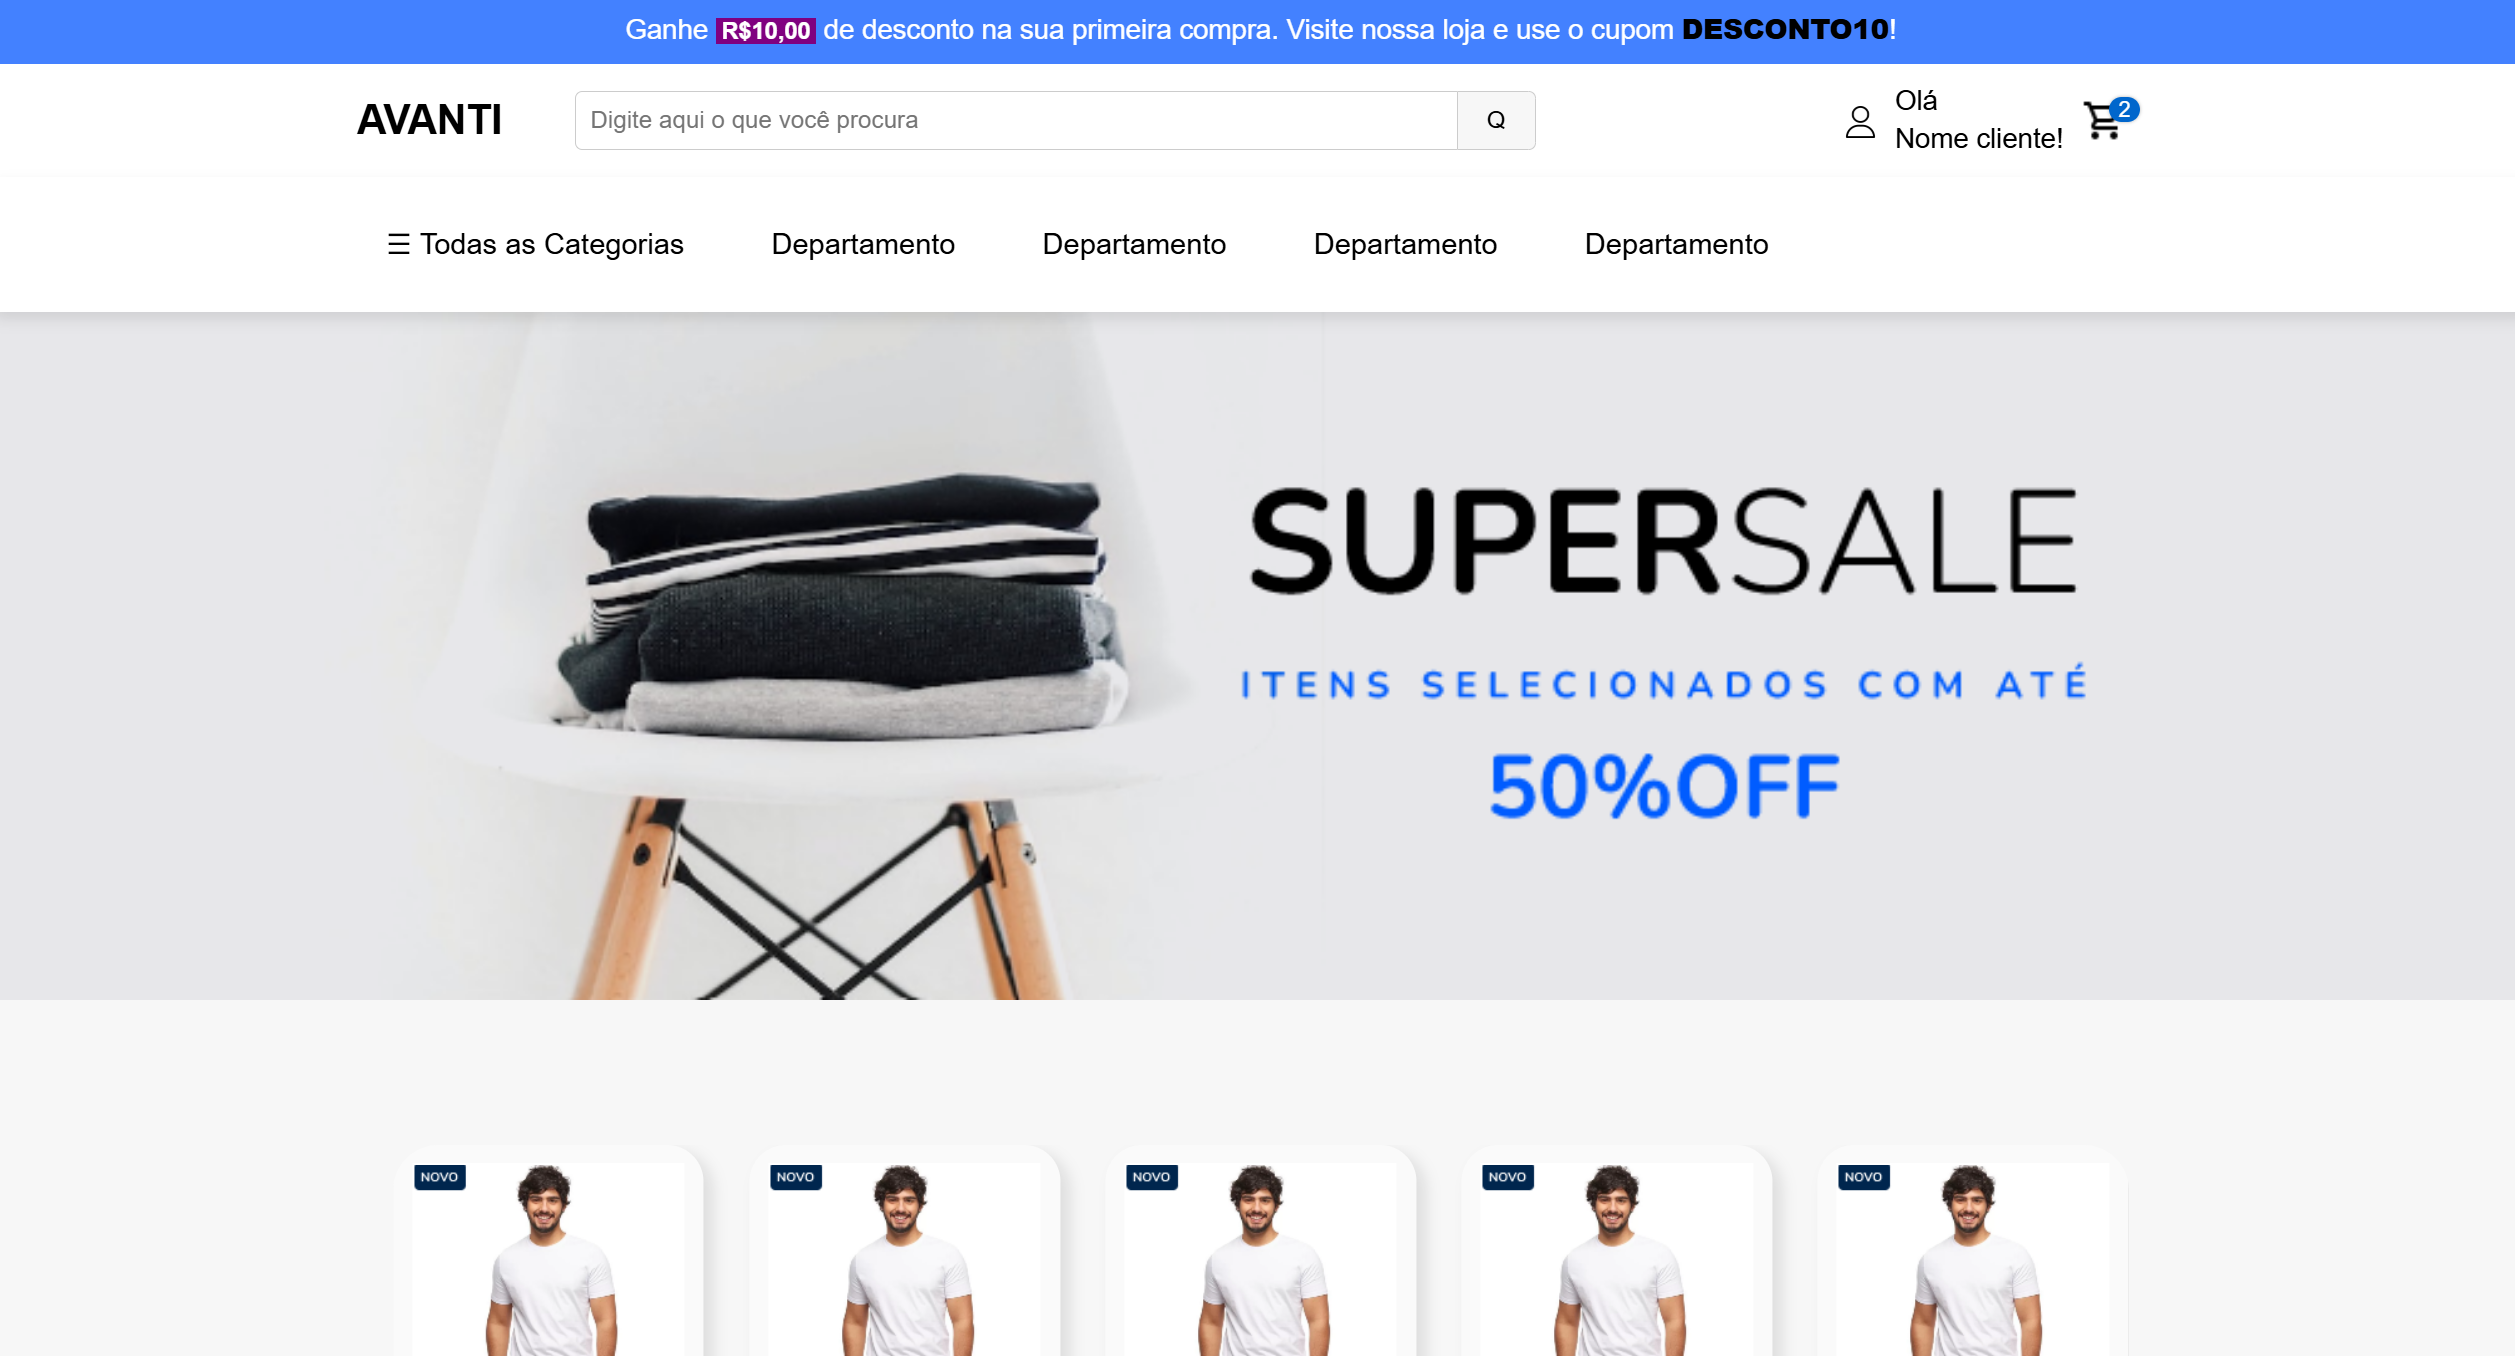 Ganhe R$10,00 de desconto na sua primeira compra. Visite nossa loja e use o cupom DESCONTO10!
AVANTI
Digite aqui o que você procura
Q
Olá
Nome cliente!
2
☰ Todas as Categorias
Departamento
Departamento
Departamento
Departamento
SUPERSALE
ITENS SELECIONADOS COM ATÉ
50%OFF
NOVO
NOVO
NOVO
NOVO
NOVO